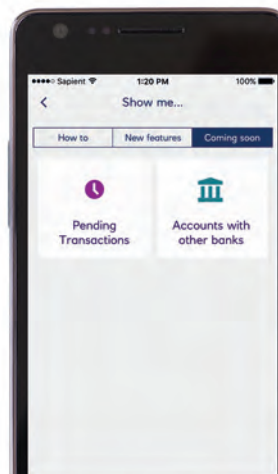 Sapient 1:20 PM 100%
Show me...
How to New features Coming soon
Pending
Transactions
Accounts with
other banks